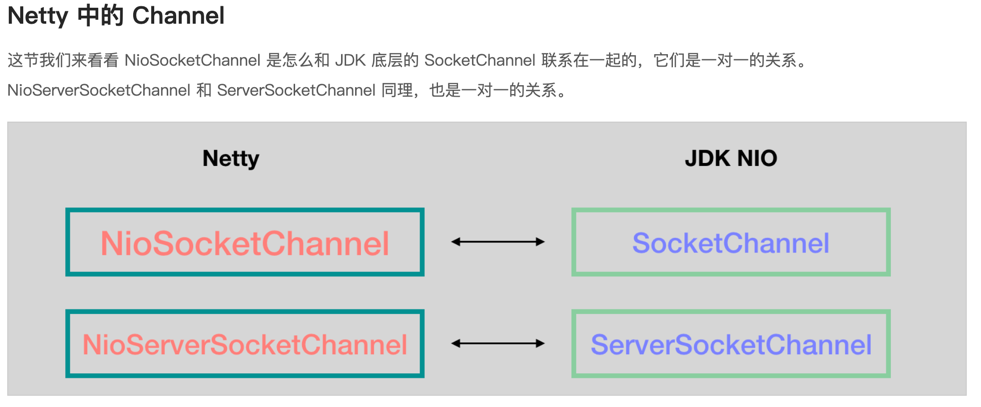 Netty 中的 Channel
这节我们来看看 NioSocketChannel 是怎么和 JDK 底层的 SocketChannel 联系在一起的，它们是一对一的关系。
NioServerSocketChannel 和 ServerSocketChannel 同理，也是一对一的关系。
Netty JDK NIO
NioSocketChannel SocketChannel
NioServerSocketChannel ServerSocketChannel